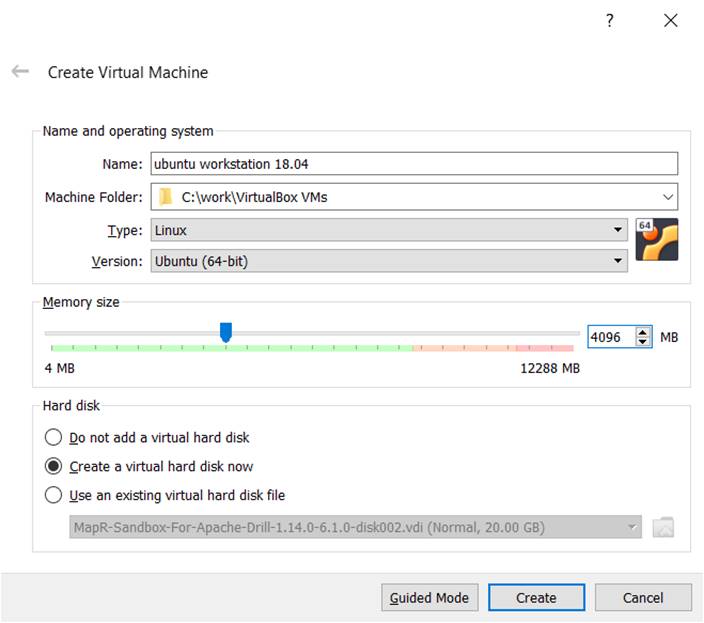 ?
Create Virtual Machine
Name and operating system
Name: ubuntu workstation 18.04
Machine Folder: C:\work\VirtualBox VMs
Type: Linux
64
Version: Ubuntu (64-bit)
Memory size
4096 MB
4 MB 12288 MB
Hard disk
Do not add a virtual hard disk
Create a virtual hard disk now
Use an existing virtual hard disk file
MapR-Sandbox-For-Apache-Drill-1.14.0-6.1.0-disk002.vdi (Normal, 20.00 GB)
Guided Mode Create Cancel